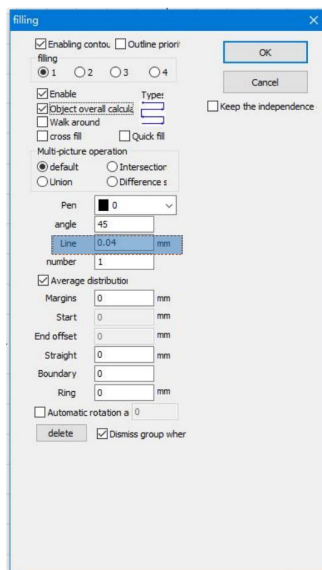 filling
Enabling contou Outline priorit
OK
filling
1 2 3 4
Cancel
Enable Type:
Keep the independence
Object overall calcula
Walk around
cross fill Quick fill
Multi-picture operation
default Intersection
Union Difference s
Pen 0
angle 45
Line 0.04 mm
number 1
Average distribution
Margins 0 mm
Start 0 mm
End offset 0 mm
Straight 0 mm
Boundary 0
Ring 0 mm
Automatic rotation a 0
delete Dismiss group wher